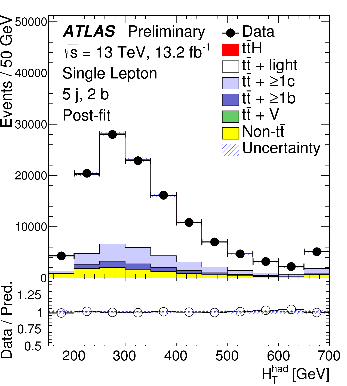 50000
40000
30000
20000
10000
0
Events / 50 GeV
ATLAS Preliminary
√s = 13 TeV, 13.2 fb⁻¹
Single Lepton
5 j, 2 b
Post-fit
Data
tt̄H
tt̄ + light
tt̄ + ≥1c
tt̄ + ≥1b
tt̄ + V
Non-tt̄
Uncertainty
Data / Pred.
1.25
1
0.75
0.5
200 300 400 500 600 700
H_T^had [GeV]